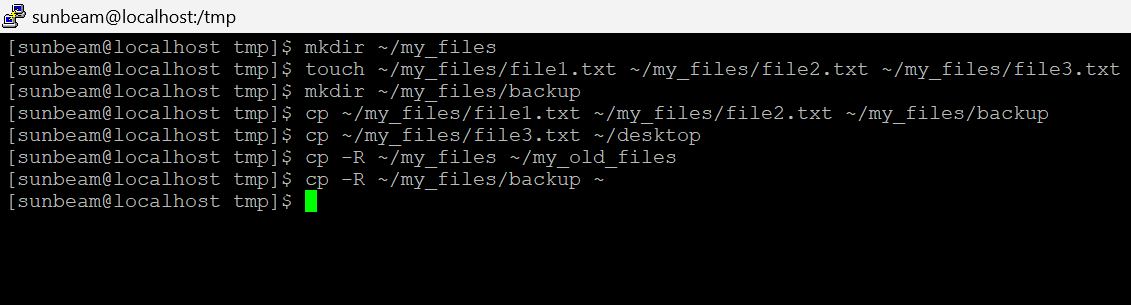 sunbeam@localhost:/tmp
[sunbeam@localhost tmp]$ mkdir ~/my_files
[sunbeam@localhost tmp]$ touch ~/my_files/file1.txt ~/my_files/file2.txt ~/my_files/file3.txt
[sunbeam@localhost tmp]$ mkdir ~/my_files/backup
[sunbeam@localhost tmp]$ cp ~/my_files/file1.txt ~/my_files/file2.txt ~/my_files/backup
[sunbeam@localhost tmp]$ cp ~/my_files/file3.txt ~/desktop
[sunbeam@localhost tmp]$ cp -R ~/my_files ~/my_old_files
[sunbeam@localhost tmp]$ cp -R ~/my_files/backup ~
[sunbeam@localhost tmp]$